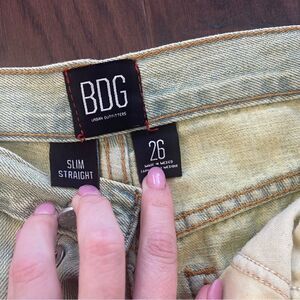 BDG
URBAN OUTFITTERS
SLIM
STRAIGHT
26
MADE IN MEXICO